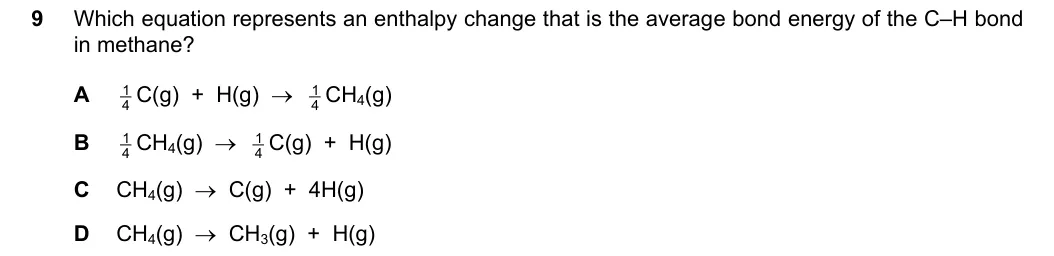 9 Which equation represents an enthalpy change that is the average bond energy of the C–H bond
in methane?
A ¼C(g) + H(g) → ¼CH₄(g)
B ¼CH₄(g) → ¼C(g) + H(g)
C CH₄(g) → C(g) + 4H(g)
D CH₄(g) → CH₃(g) + H(g)